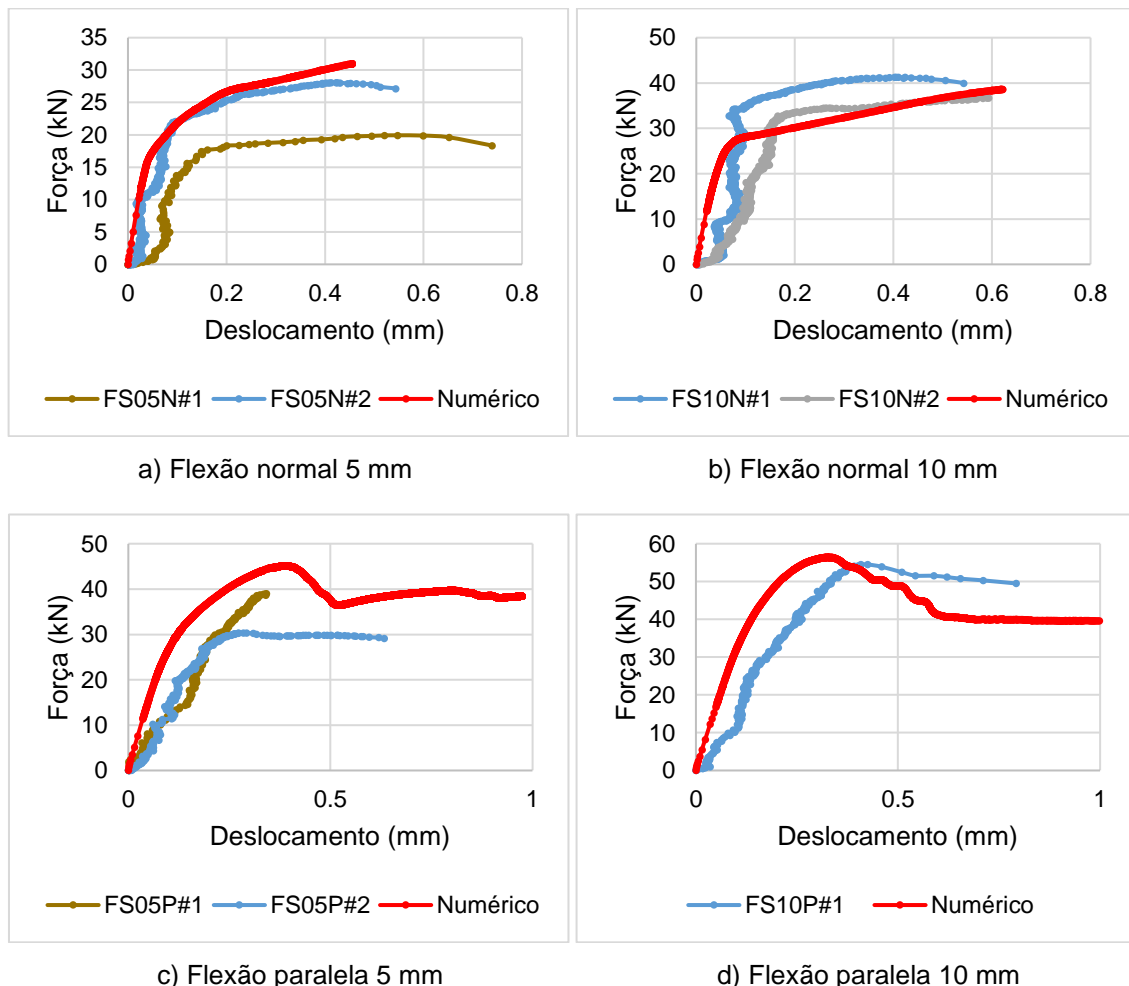 35
30
25
20
15
10
5
0
Força (kN)
0 0.2 0.4 0.6 0.8
Deslocamento (mm)
FS05N#1 FS05N#2 Numérico
a) Flexão normal 5 mm
50
40
30
20
10
0
Força (kN)
0 0.2 0.4 0.6 0.8
Deslocamento (mm)
FS10N#1 FS10N#2 Numérico
b) Flexão normal 10 mm
50
40
30
20
10
0
Força (kN)
0 0.5 1
Deslocamento (mm)
FS05P#1 FS05P#2 Numérico
c) Flexão paralela 5 mm
60
50
40
30
20
10
0
Força (kN)
0 0.5 1
Deslocamento (mm)
FS10P#1 Numérico
d) Flexão paralela 10 mm